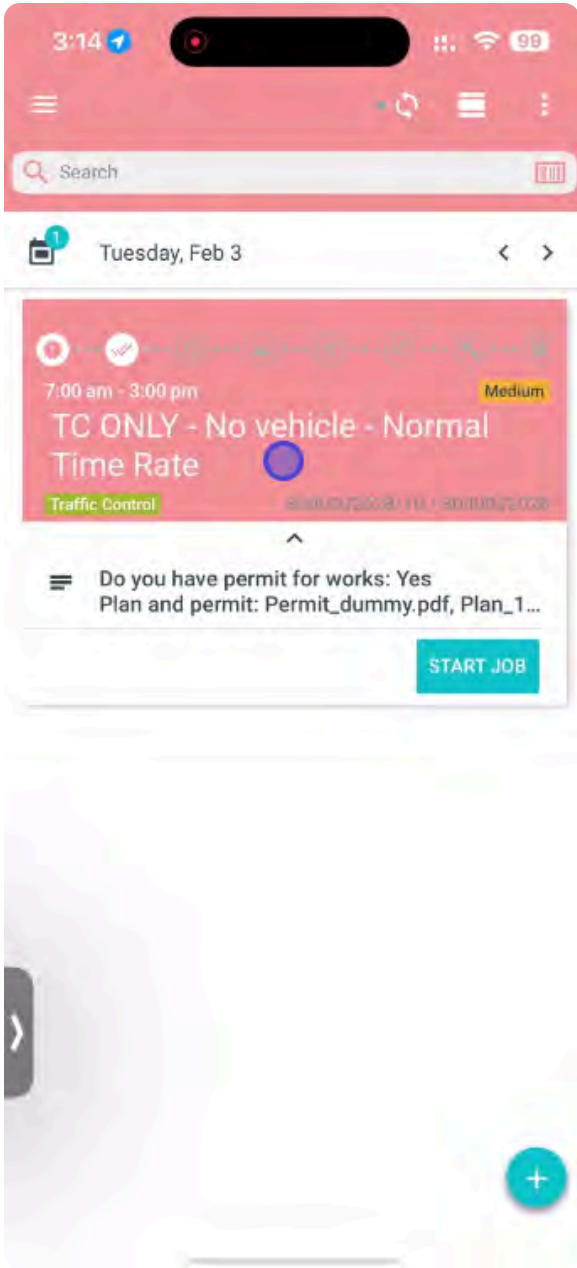 3:14
99
Search
1
Tuesday, Feb 3
7:00 am - 3:00 pm
Medium
TC ONLY - No vehicle - Normal
Time Rate
Traffic Control
Do you have permit for works: Yes
Plan and permit: Permit_dummy.pdf, Plan_1...
START JOB